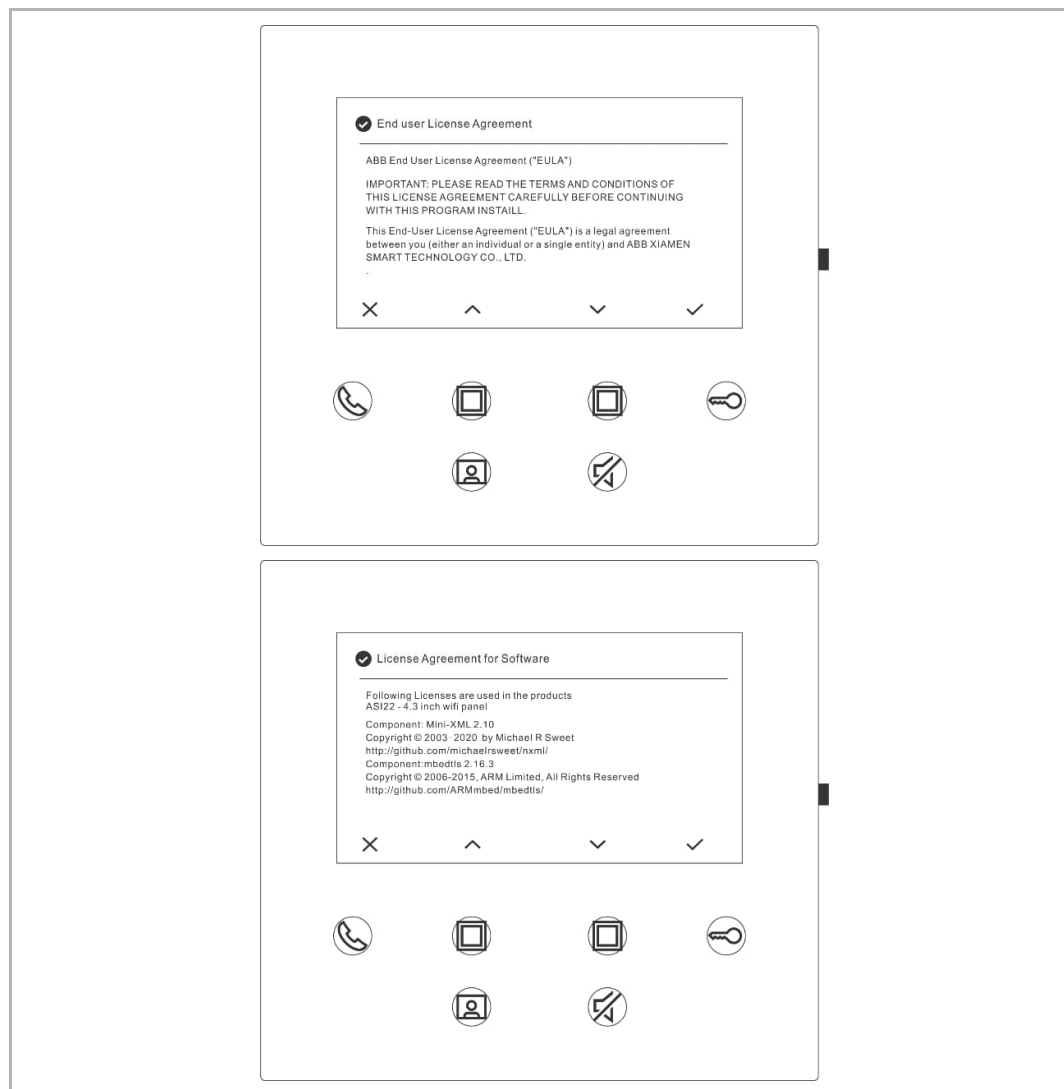 End user License Agreement
ABB End User License Agreement ("EULA")
IMPORTANT: PLEASE READ THE TERMS AND CONDITIONS OF
THIS LICENSE AGREEMENT CAREFULLY BEFORE CONTINUING
WITH THIS PROGRAM INSTAILL.
This End-User License Agreement ("EULA") is a legal agreement
between you (either an individual or a single entity) and ABB XIAMEN
SMART TECHNOLOGY CO., LTD.
.
License Agreement for Software
Following Licenses are used in the products
ASI22 - 4.3 inch wifi panel
Component: Mini-XML 2.10
Copyright © 2003-2020 by Michael R Sweet
http://github.com/michaelrsweet/nxml/
Component:mbedtls 2.16.3
Copyright © 2006-2015, ARM Limited, All Rights Reserved
http://github.com/ARMmbed/mbedtls/